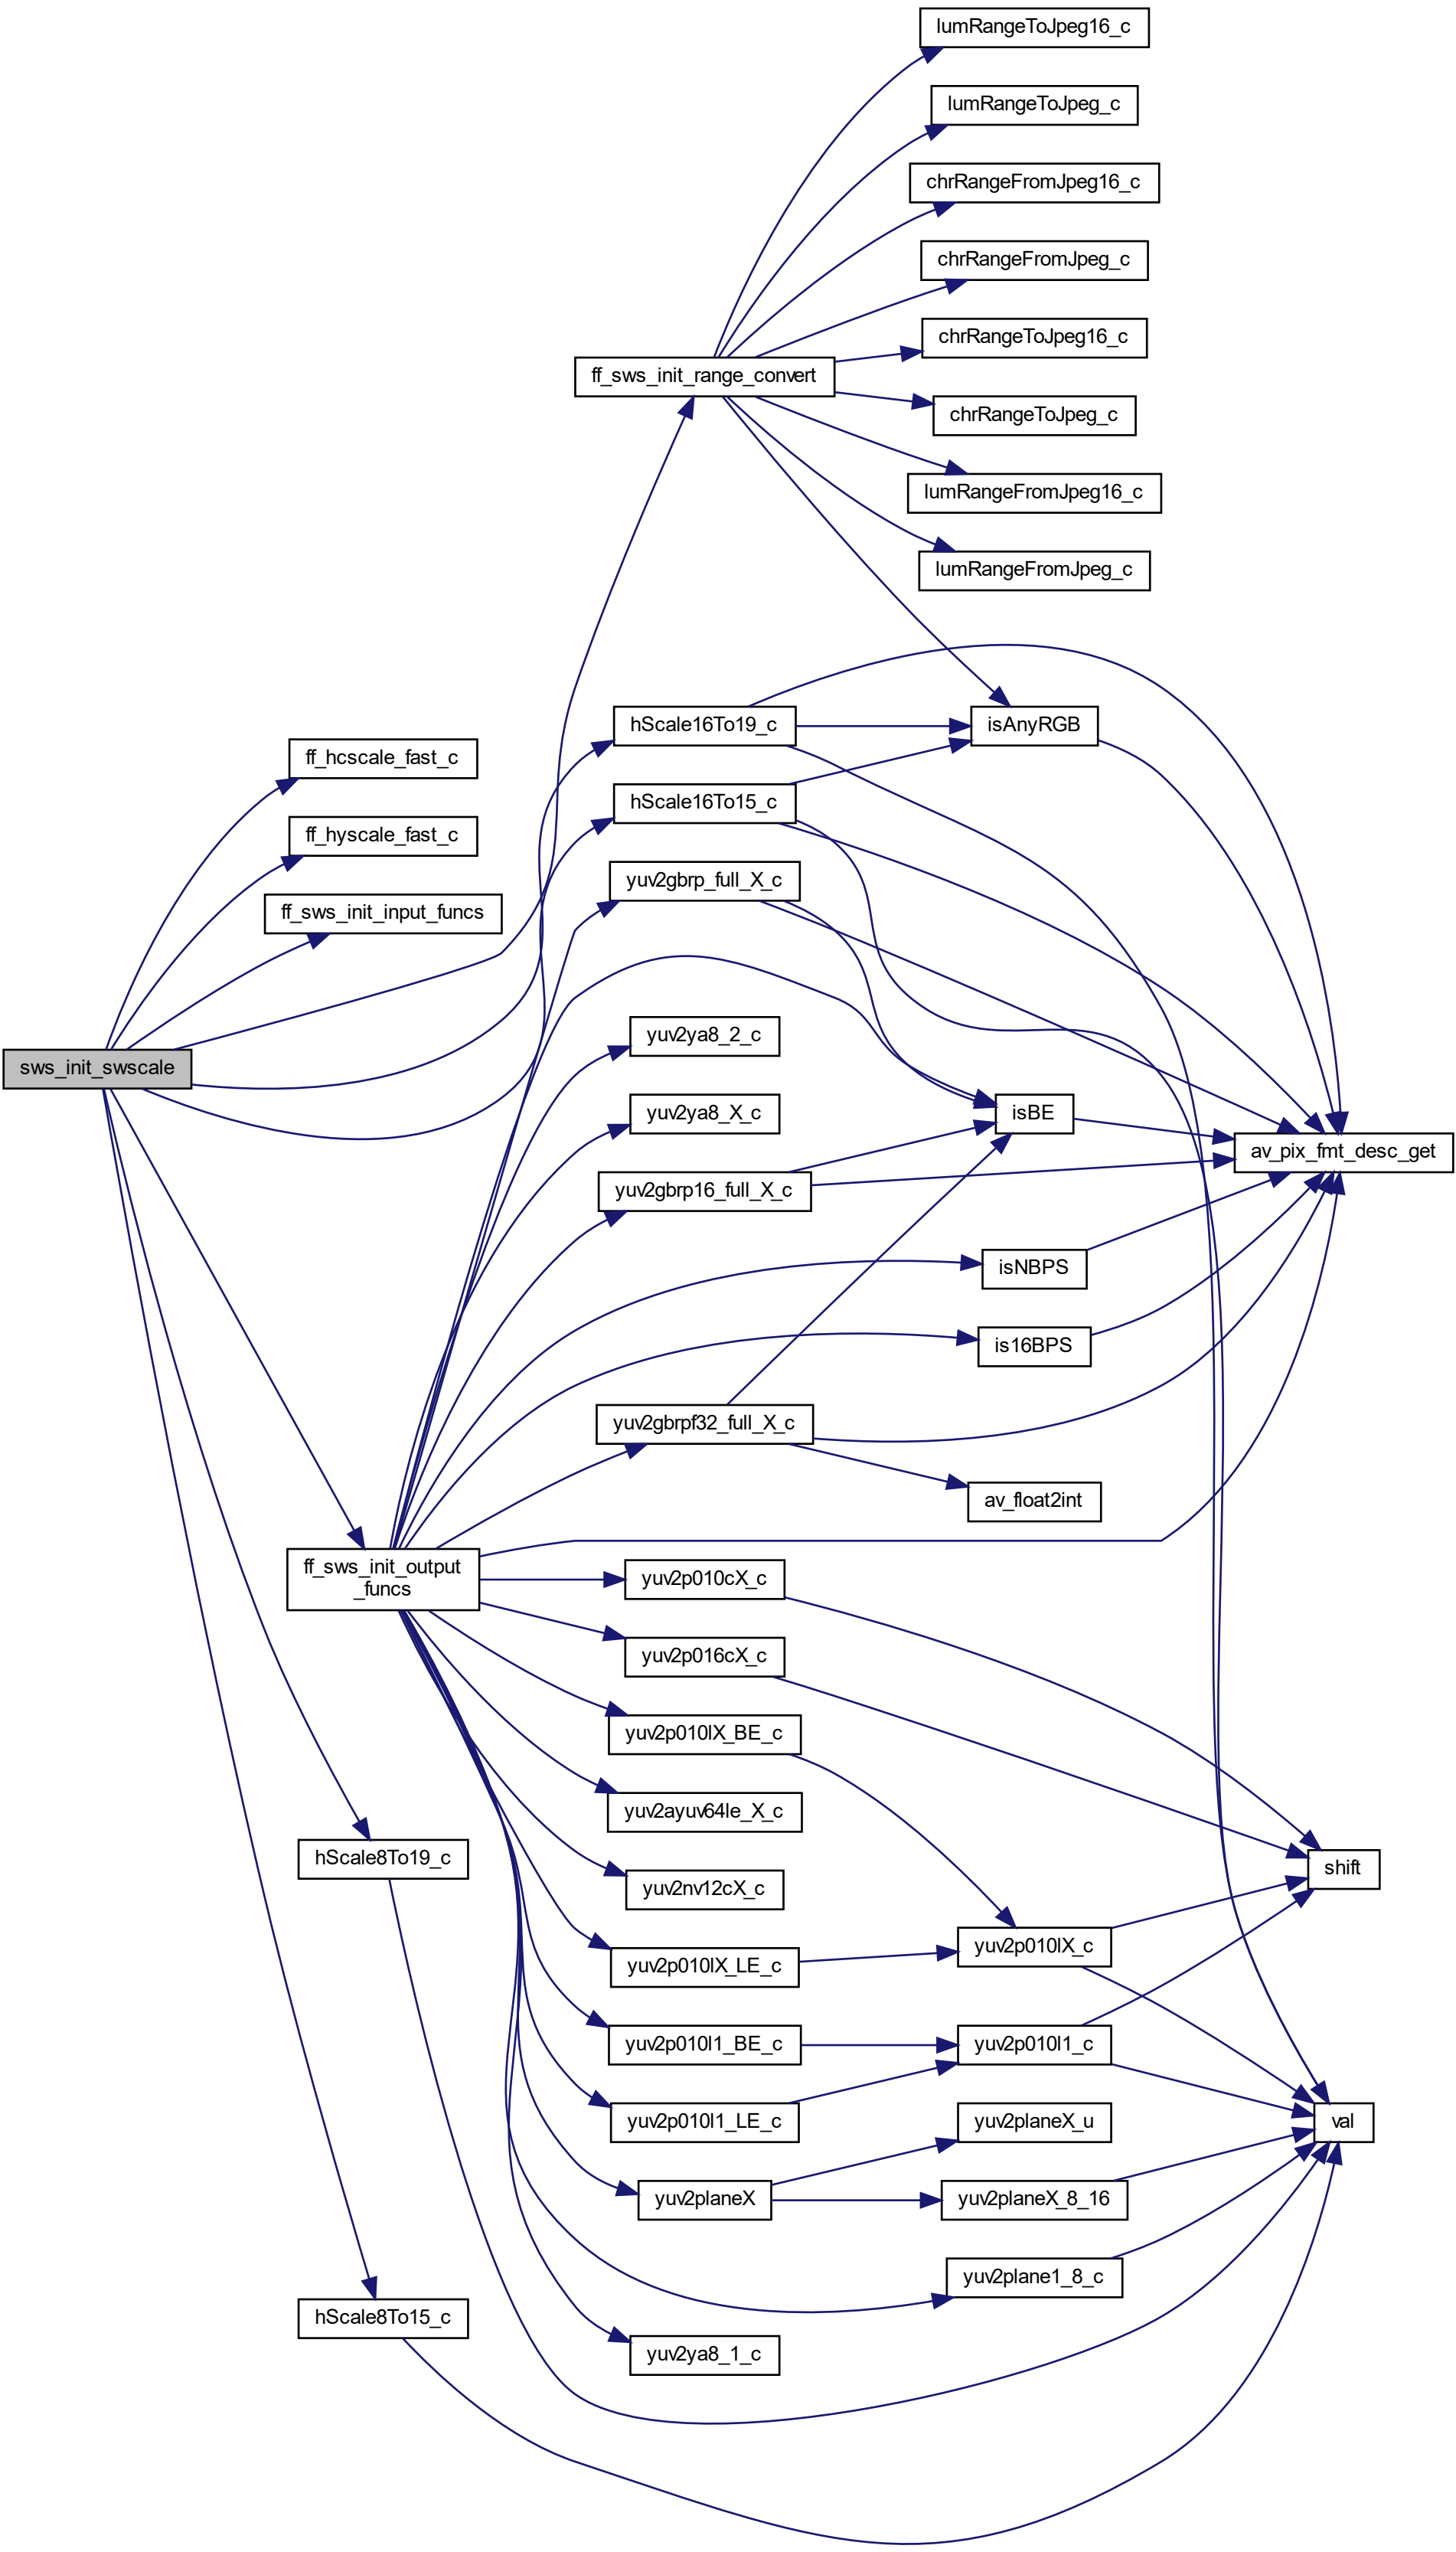 lumRangeToJpeg16_c
lumRangeToJpeg_c
chrRangeFromJpeg16_c
chrRangeFromJpeg_c
chrRangeToJpeg16_c
ff_sws_init_range_convert
chrRangeToJpeg_c
lumRangeFromJpeg16_c
lumRangeFromJpeg_c
hScale16To19_c
isAnyRGB
ff_hcscale_fast_c
hScale16To15_c
ff_hyscale_fast_c
yuv2gbrp_full_X_c
ff_sws_init_input_funcs
yuv2ya8_2_c
sws_init_swscale
yuv2ya8_X_c
isBE
av_pix_fmt_desc_get
yuv2gbrp16_full_X_c
isNBPS
is16BPS
yuv2gbrpf32_full_X_c
av_float2int
ff_sws_init_output
_funcs
yuv2p010cX_c
yuv2p016cX_c
yuv2p010lX_BE_c
yuv2ayuv64le_X_c
hScale8To19_c
shift
yuv2nv12cX_c
yuv2p010lX_c
yuv2p010lX_LE_c
yuv2p010l1_BE_c
yuv2p010l1_c
yuv2p010l1_LE_c
yuv2planeX_u
val
yuv2planeX
yuv2planeX_8_16
yuv2plane1_8_c
hScale8To15_c
yuv2ya8_1_c